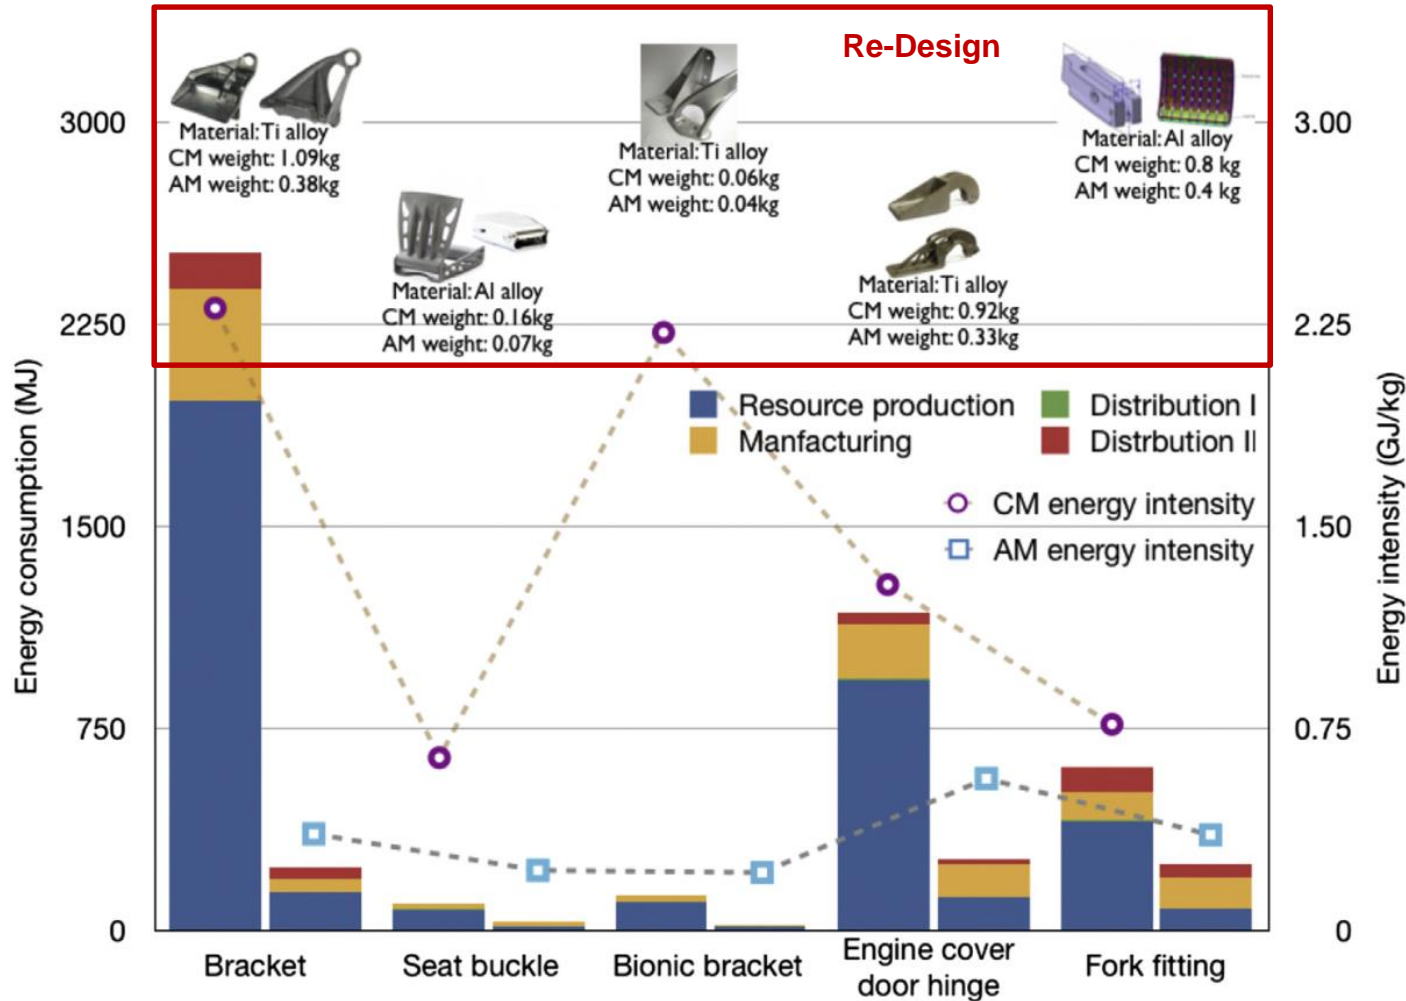 Re-Design
Material: Ti alloy
CM weight: 1.09kg
AM weight: 0.38kg
Material: Al alloy
CM weight: 0.16kg
AM weight: 0.07kg
Material: Ti alloy
CM weight: 0.06kg
AM weight: 0.04kg
Material: Ti alloy
CM weight: 0.92kg
AM weight: 0.33kg
Material: Al alloy
CM weight: 0.8 kg
AM weight: 0.4 kg
Energy consumption (MJ)
3000
2250
1500
750
0
Resource production
Manfacturing
Distribution I
Distrbution II
CM energy intensity
AM energy intensity
3.00
2.25
1.50
0.75
0
Energy intensity (GJ/kg)
Bracket
Seat buckle
Bionic bracket
Engine cover
door hinge
Fork fitting